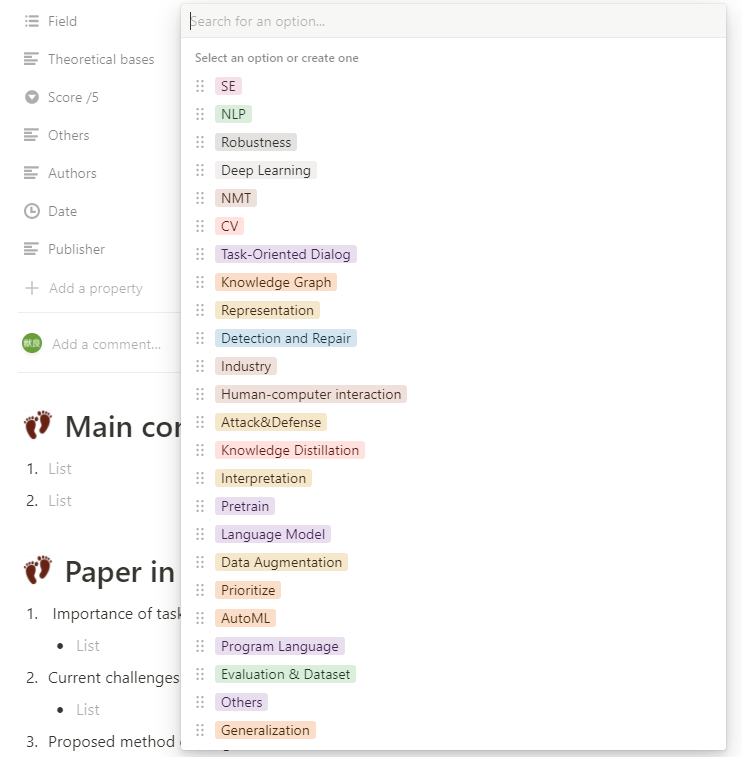 Field
Theoretical bases
Score /5
Others
Authors
Date
Publisher
Add a property
献良
Add a comment...
Main cor
1. List
2. List
Paper in
1. Importance of task
• List
2. Current challenges
• List
3. Proposed method
Search for an option...
Select an option or create one
SE
NLP
Robustness
Deep Learning
NMT
CV
Task-Oriented Dialog
Knowledge Graph
Representation
Detection and Repair
Industry
Human-computer interaction
Attack&Defense
Knowledge Distillation
Interpretation
Pretrain
Language Model
Data Augmentation
Prioritize
AutoML
Program Language
Evaluation & Dataset
Others
Generalization